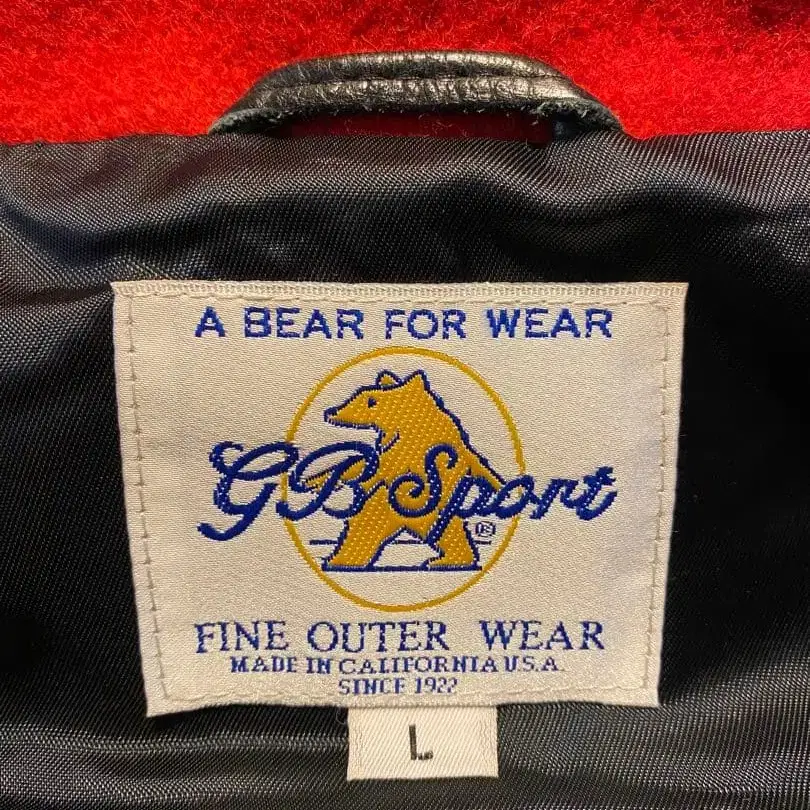 A BEAR FOR WEAR
GB Sport
®
FINE OUTER WEAR
MADE IN CALIFORNIA U.S.A.
SINCE 1922
L